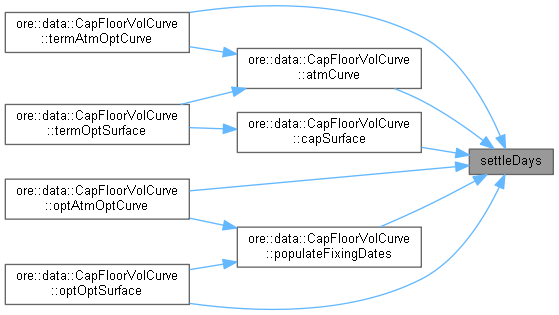 ore::data::CapFloorVolCurve
::termAtmOptCurve
ore::data::CapFloorVolCurve
::atmCurve
ore::data::CapFloorVolCurve
::termOptSurface
ore::data::CapFloorVolCurve
::capSurface
settleDays
ore::data::CapFloorVolCurve
::optAtmOptCurve
ore::data::CapFloorVolCurve
::populateFixingDates
ore::data::CapFloorVolCurve
::optOptSurface